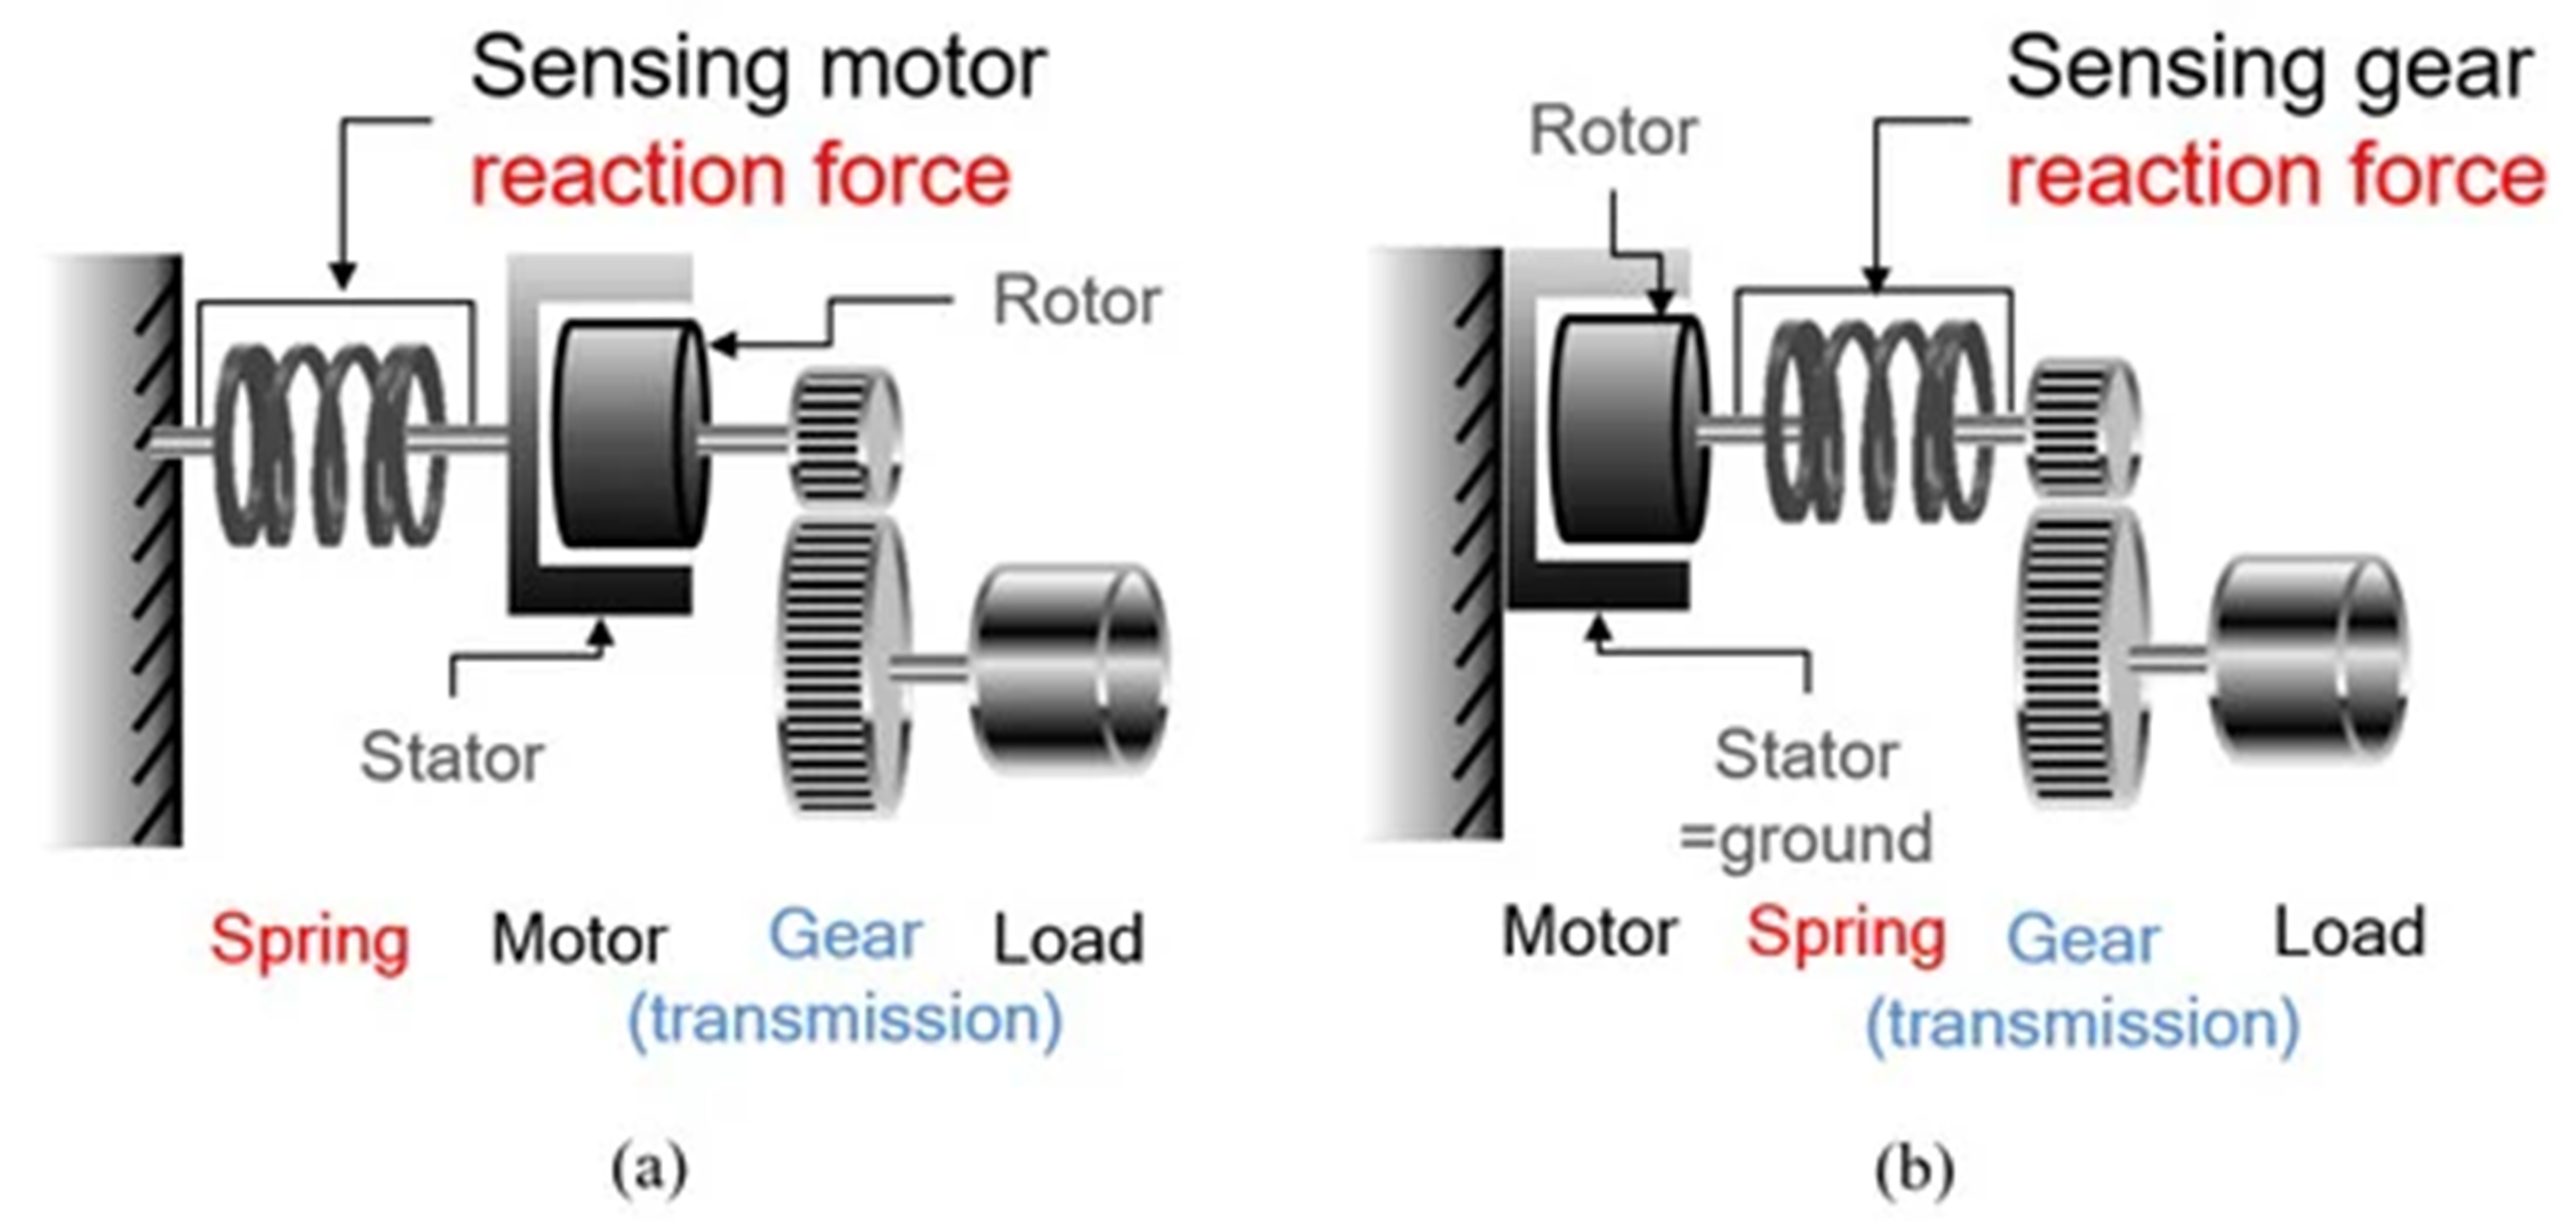 Sensing motor
reaction force
Rotor
Stator
Spring Motor Gear Load
(transmission)
(a)
Sensing gear
reaction force
Rotor
Stator
=ground
Motor Spring Gear Load
(transmission)
(b)